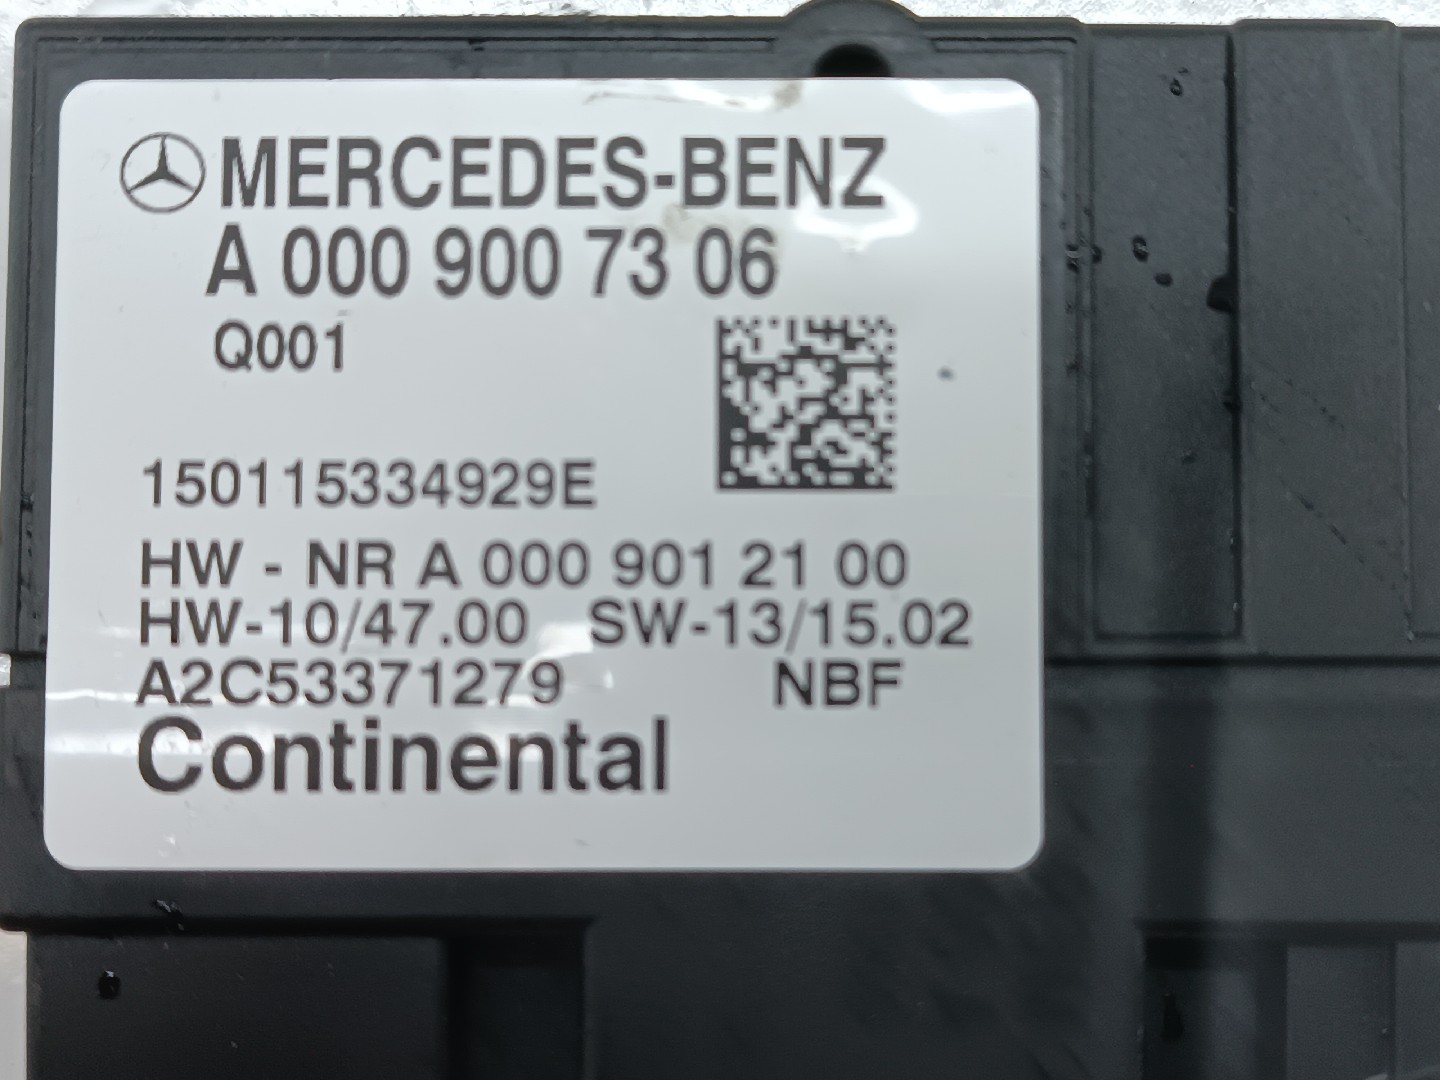 MERCEDES-BENZ
A 000 900 73 06
Q001
150115334929E
HW - NR A 000 901 21 00
HW-10/47.00 SW-13/15.02
A2C53371279 NBF
Continental